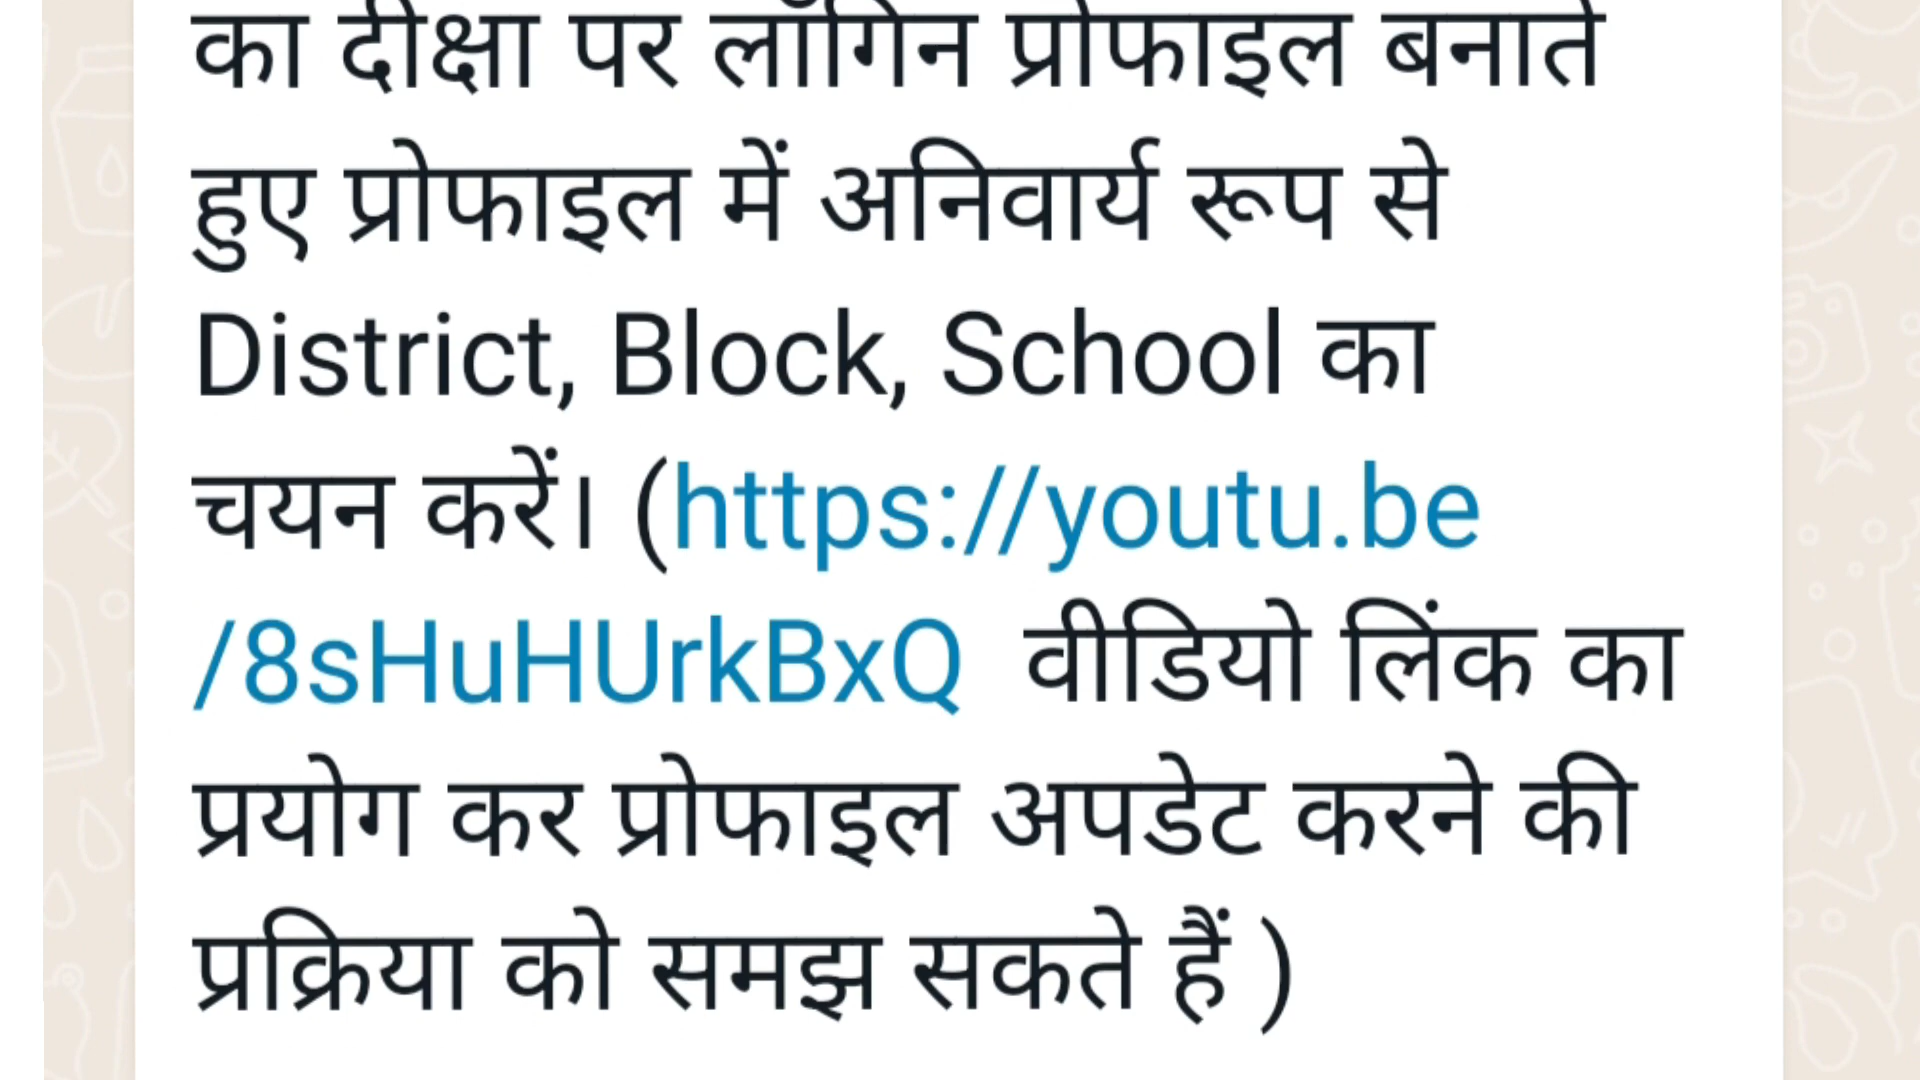 का दीक्षा पर लॉगिन प्रोफाइल बनाते
हुए प्रोफाइल में अनिवार्य रूप से
District, Block, School का
चयन करें। (https://youtu.be
/8sHuHUrkBxQ वीडियो लिंक का
प्रयोग कर प्रोफाइल अपडेट करने की
प्रक्रिया को समझ सकते हैं )